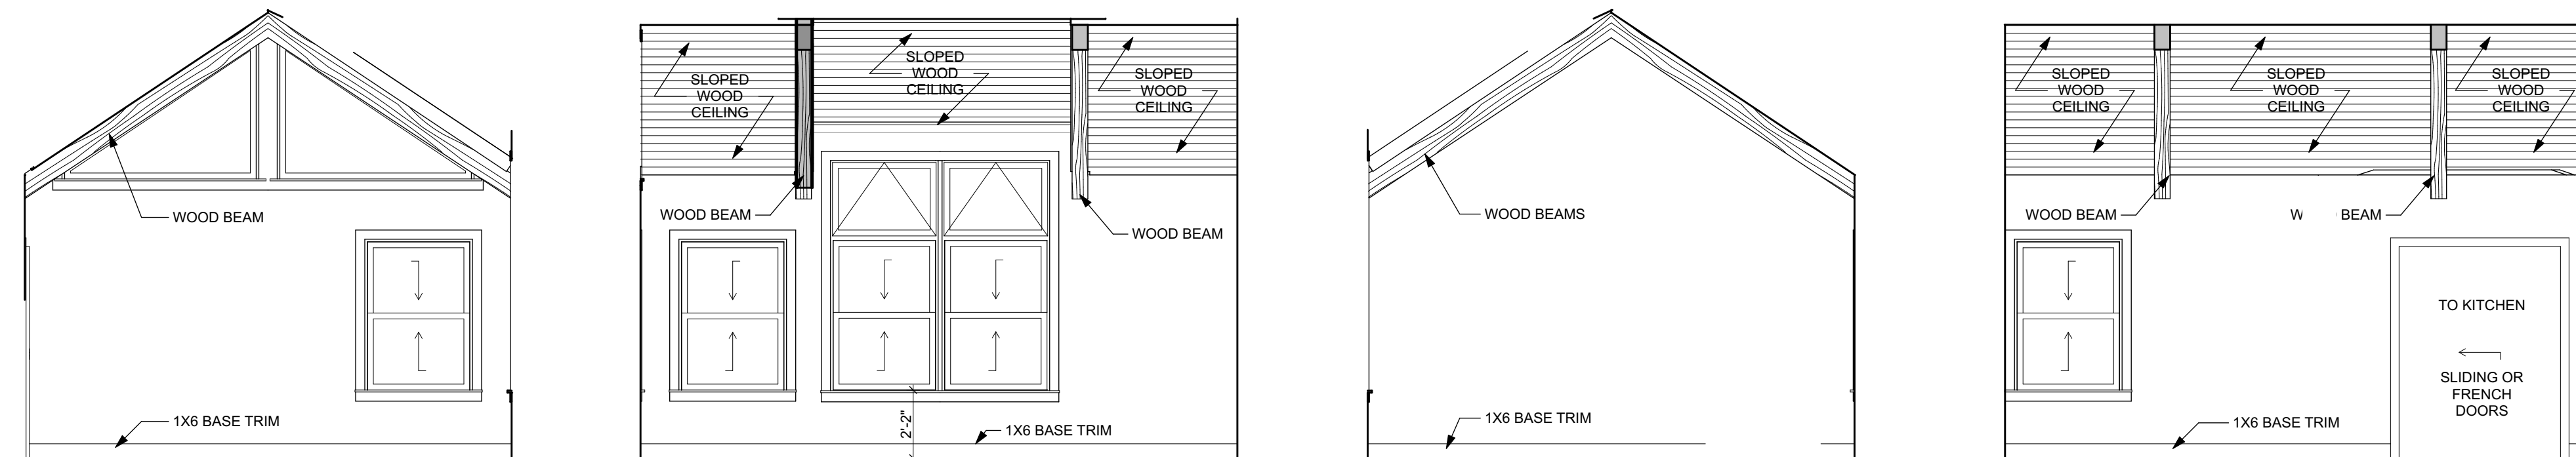 WOOD BEAM
1X6 BASE TRIM
SLOPED
WOOD
CEILING
SLOPED
WOOD
CEILING
SLOPED
WOOD
CEILING
WOOD BEAM
WOOD BEAM
2'-2"
1X6 BASE TRIM
WOOD BEAMS
1X6 BASE TRIM
SLOPED
WOOD
CEILING
SLOPED
WOOD
CEILING
SLOPED
WOOD
CEILING
WOOD BEAM
BEAM
TO KITCHEN
SLIDING OR
FRENCH
DOORS
1X6 BASE TRIM